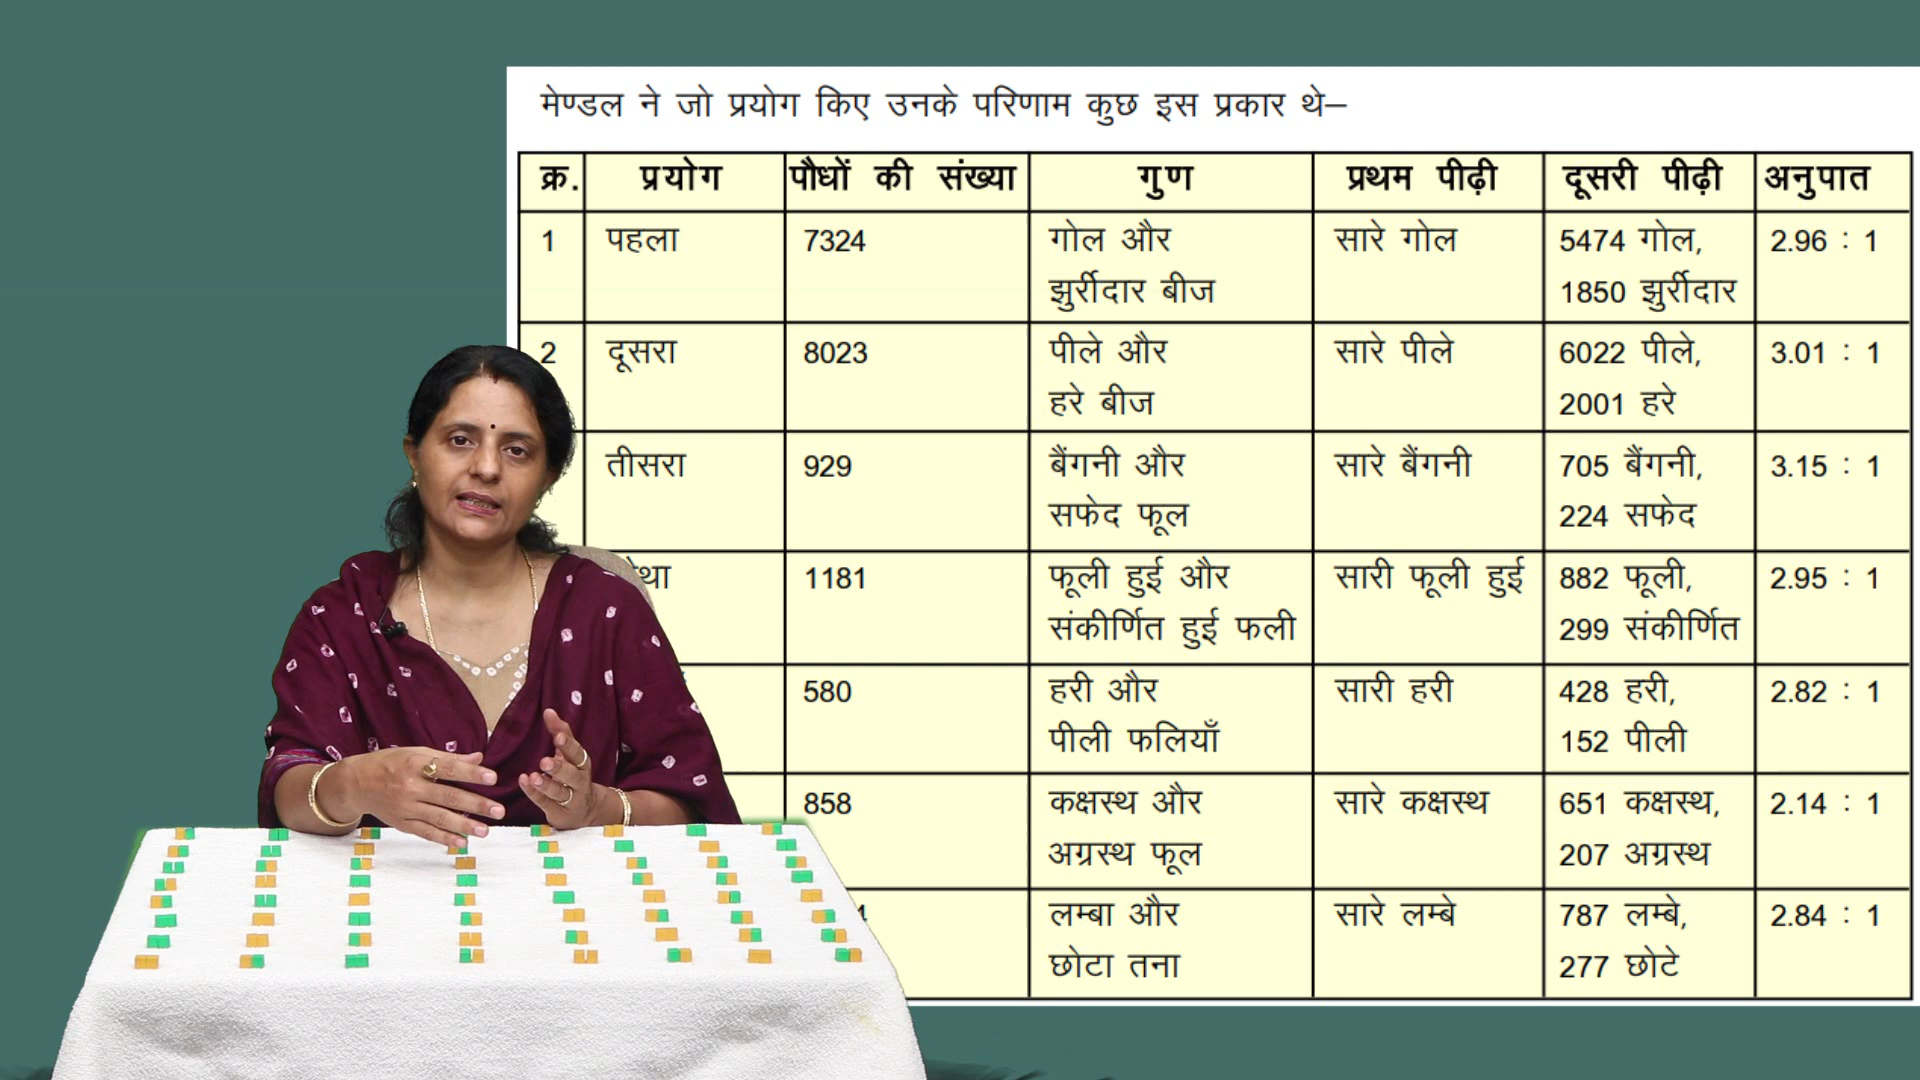 मेण्डल ने जो प्रयोग किए उनके परिणाम कुछ इस प्रकार थे–
क्र. प्रयोग पौधों की संख्या गुण प्रथम पीढ़ी दूसरी पीढ़ी अनुपात
1 पहला 7324 गोल और सारे गोल 5474 गोल, 2.96 : 1
झुर्रीदार बीज 1850 झुर्रीदार
2 दूसरा 8023 पीले और सारे पीले 6022 पीले, 3.01 : 1
हरे बीज 2001 हरे
तीसरा 929 बैंगनी और सारे बैंगनी 705 बैंगनी, 3.15 : 1
सफेद फूल 224 सफेद
1181 फूली हुई और सारी फूली हुई 882 फूली, 2.95 : 1
संकीर्णित हुई फली 299 संकीर्णित
580 हरी और सारी हरी 428 हरी, 2.82 : 1
पीली फलियाँ 152 पीली
858 कक्षस्थ और सारे कक्षस्थ 651 कक्षस्थ, 2.14 : 1
अग्रस्थ फूल 207 अग्रस्थ
लम्बा और सारे लम्बे 787 लम्बे, 2.84 : 1
छोटा तना 277 छोटे